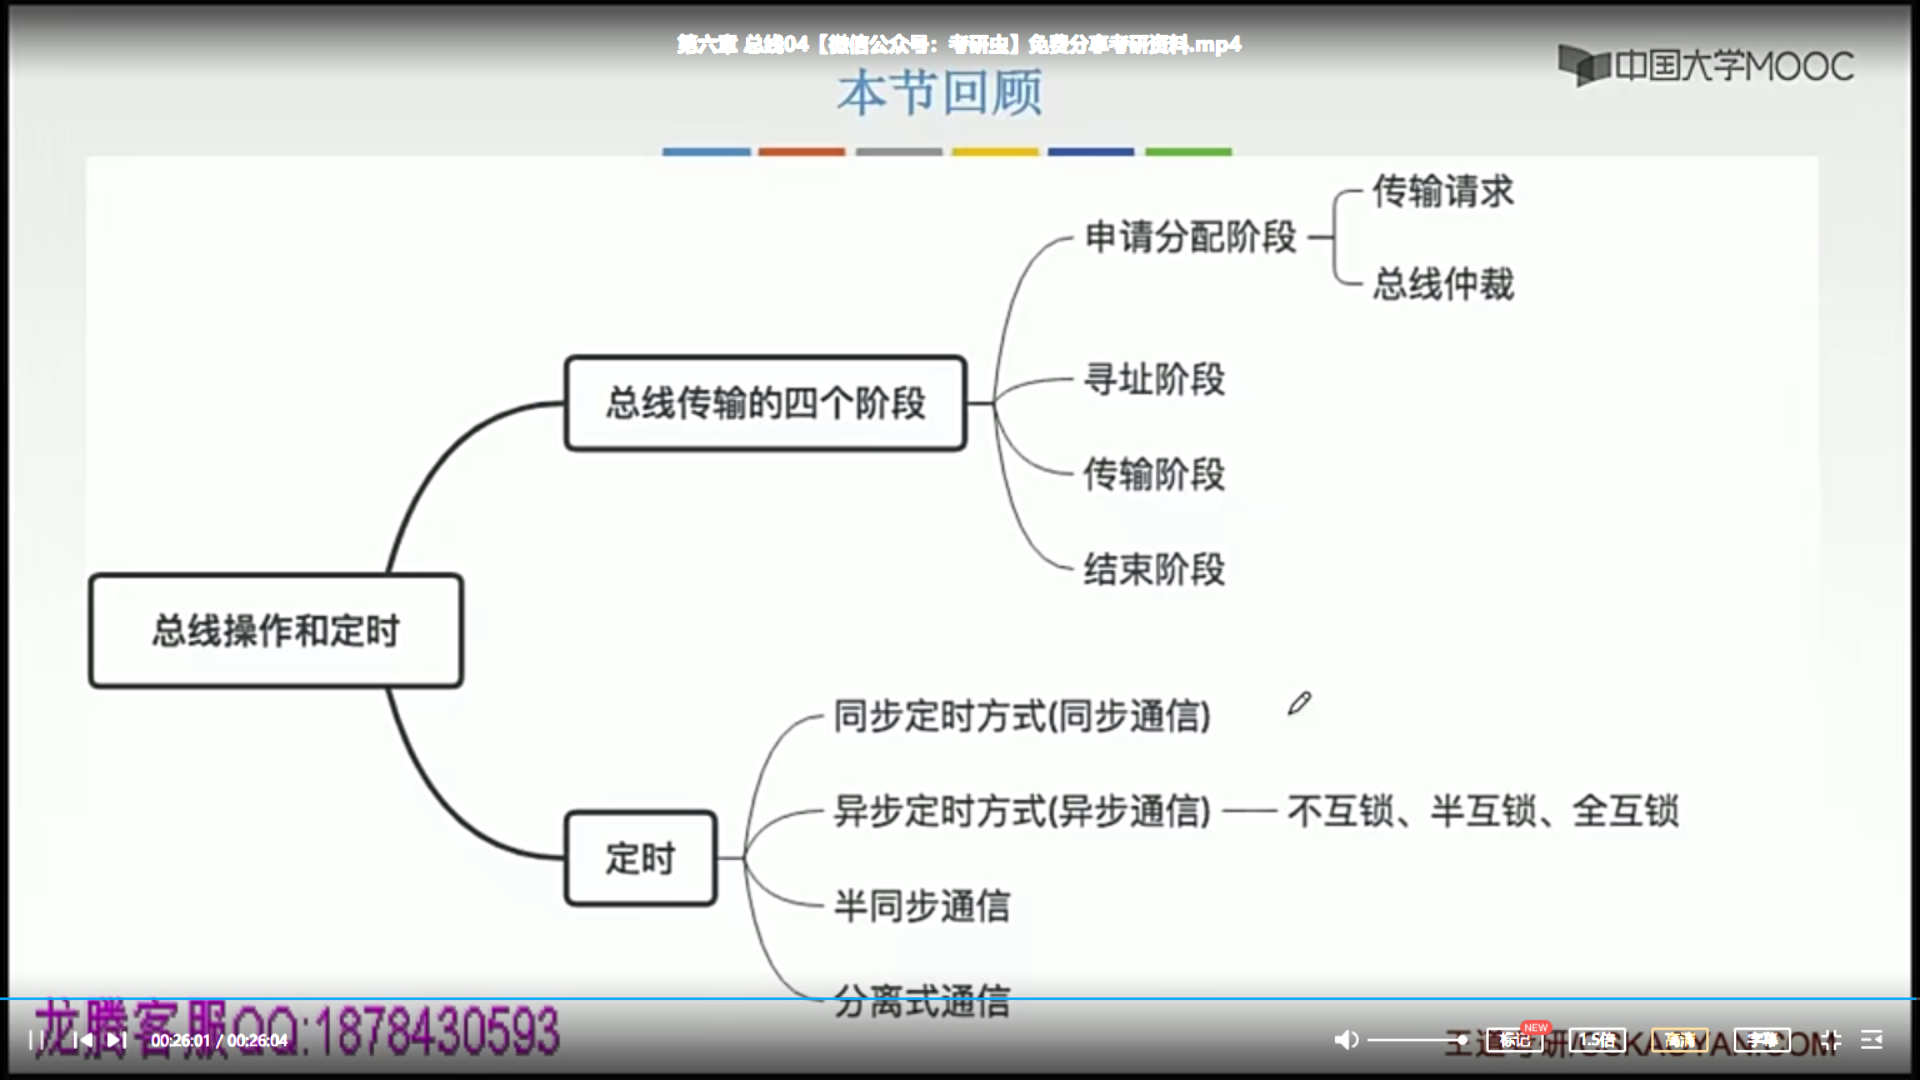 第六章 总线04【微信公众号：考研虫】免费分享考研资料.mp4
中国大学MOOC
本节回顾
传输请求
申请分配阶段
总线仲裁
寻址阶段
总线传输的四个阶段
传输阶段
结束阶段
总线操作和定时
同步定时方式(同步通信)
异步定时方式(异步通信) 不互锁、半互锁、全互锁
定时
半同步通信
分离式通信
龙腾客服QQ:1878430593
00:26:01 / 00:26:04
王道考研/CSKAOYAN.COM
标记
NEW
1.5倍
高清
字幕